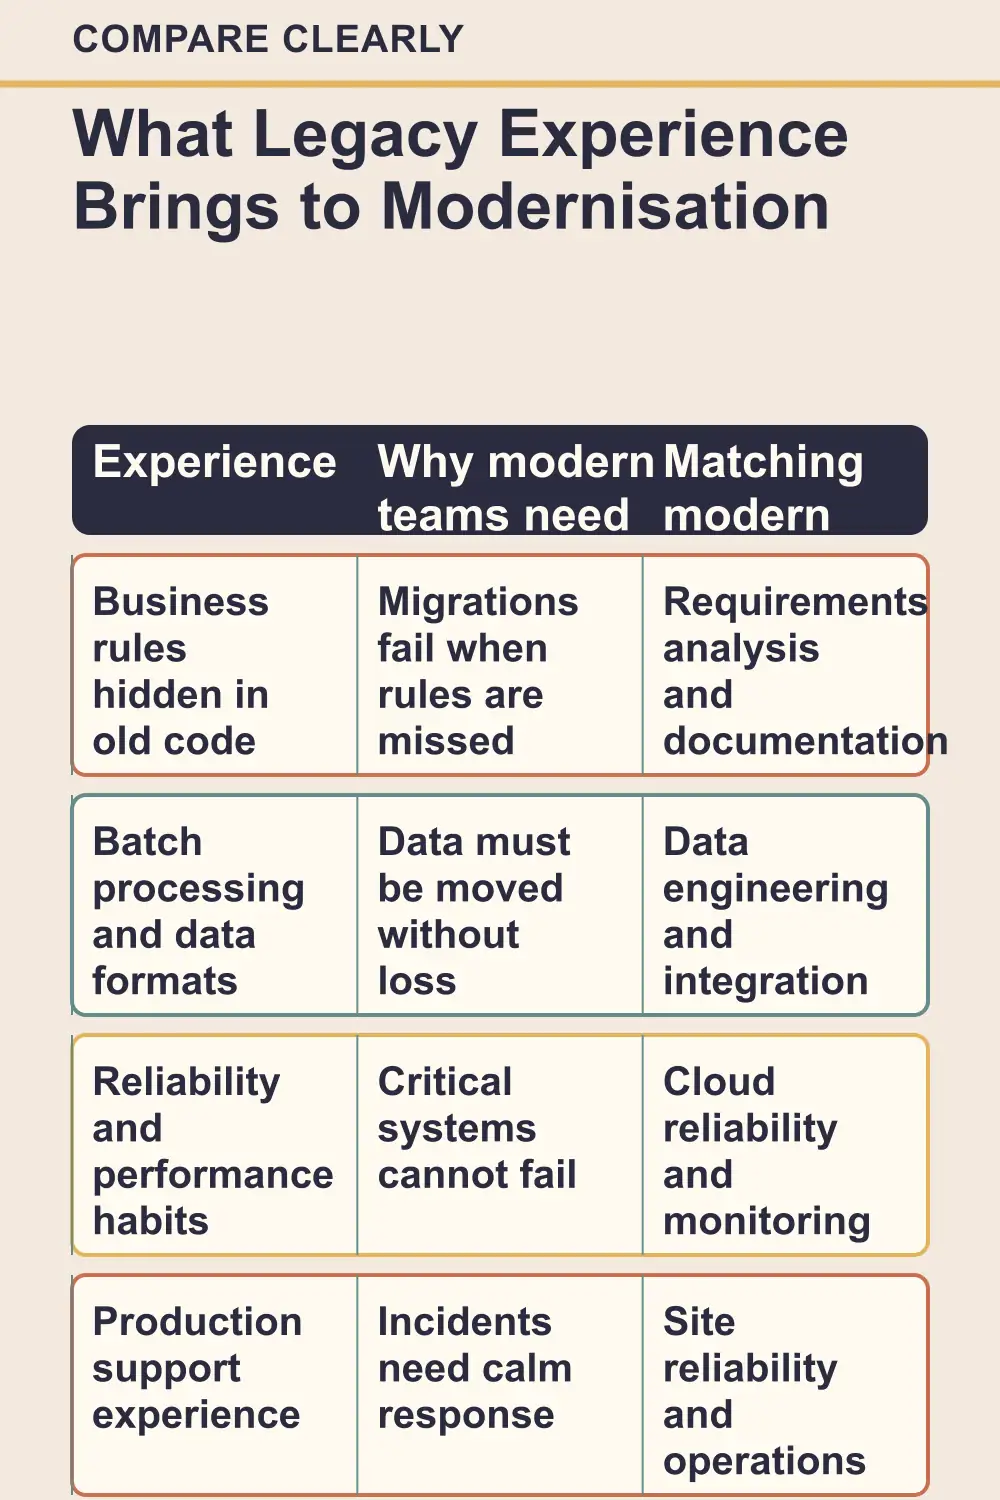 COMPARE CLEARLY
What Legacy Experience
Brings to Modernisation
Experience
Why modern
teams need
Matching
modern
Business
rules
hidden in
old code
Migrations
fail when
rules are
missed
Requirements
analysis
and
documentation
Batch
processing
and data
formats
Data must
be moved
without
loss
Data
engineering
and
integration
Reliability
and
performance
habits
Critical
systems
cannot fail
Cloud
reliability
and
monitoring
Production
support
experience
Incidents
need calm
response
Site
reliability
and
operations